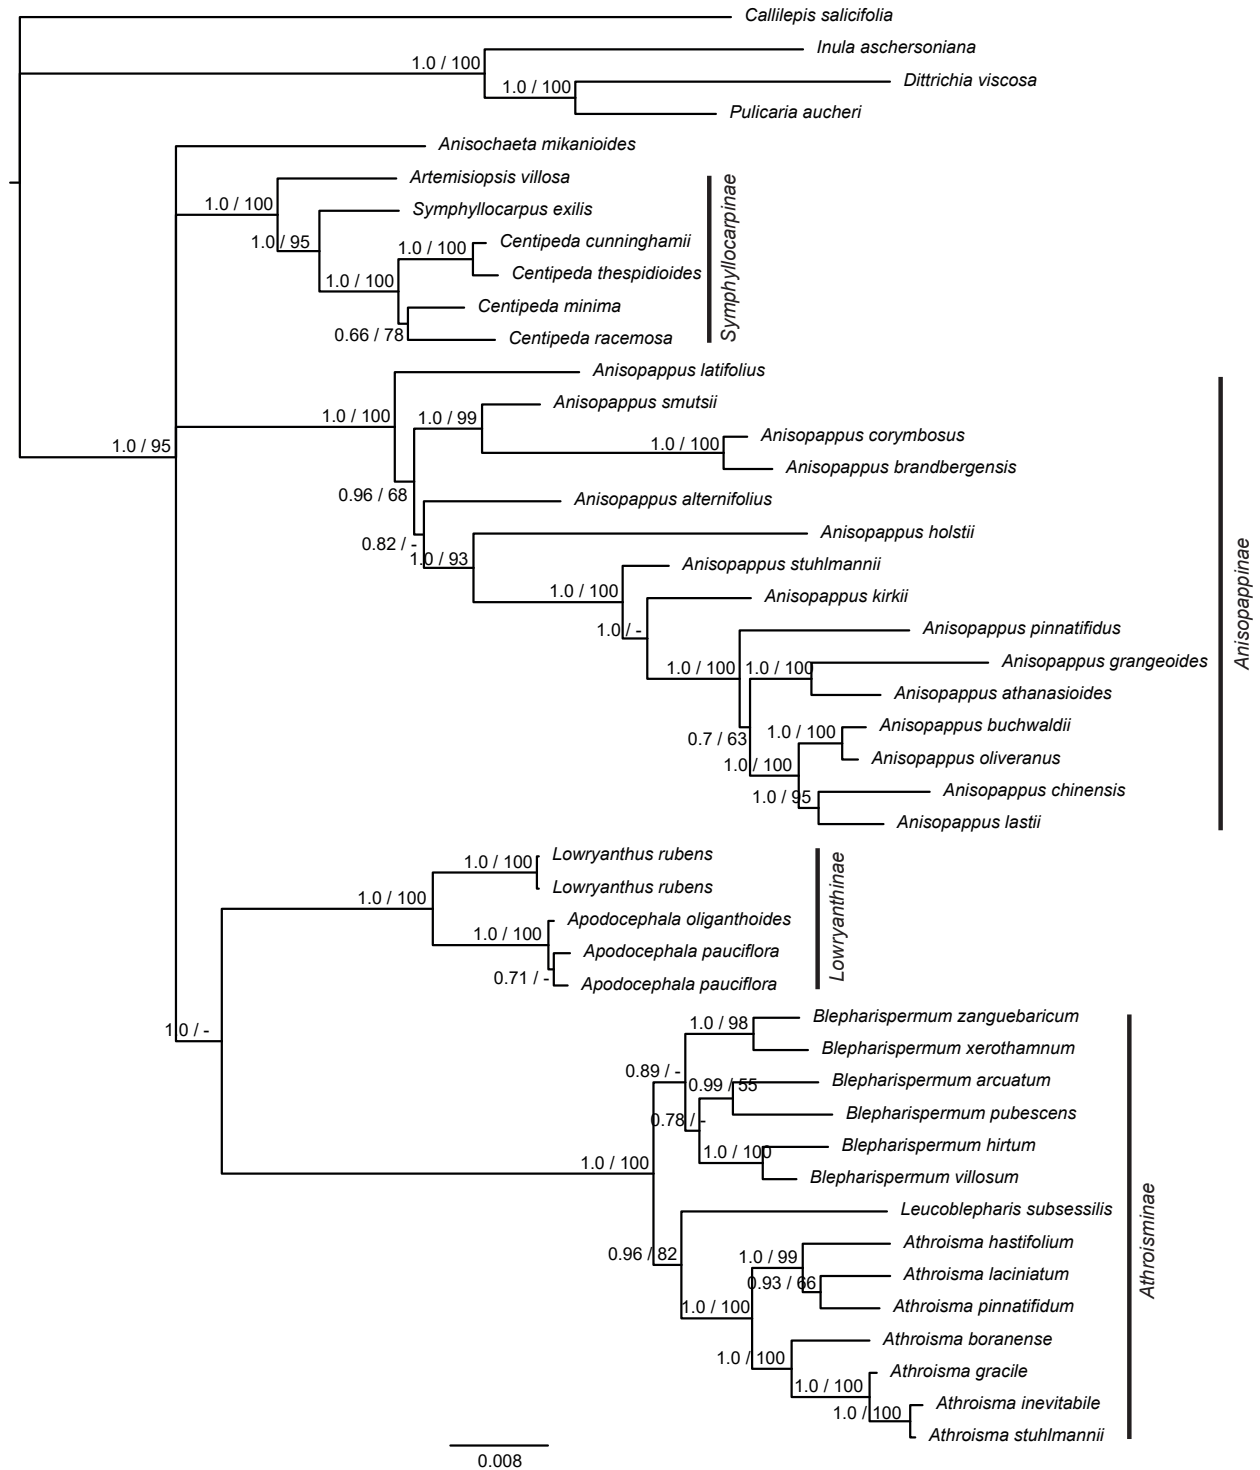 Callilepis salicifolia
Inula aschersoniana
1.0 / 100
Dittrichia viscosa
1.0 / 100
Pulicaria aucheri
Anisochaeta mikanioides
Artemisiopsis villosa
1.0 / 100
Symphyllocarpus exilis
1.0 / 95
Centipeda cunninghamii
1.0 / 100
Centipeda thespidioides
1.0 / 100
Centipeda minima
0.66 / 78
Centipeda racemosa
Symphyllocarpinae
Anisopappus latifolius
1.0 / 100
Anisopappus smutsii
1.0 / 99
Anisopappus corymbosus
1.0 / 100
Anisopappus brandbergensis
1.0 / 95
0.96 / 68
Anisopappus alternifolius
0.82 / -
Anisopappus holstii
1.0 / 93
Anisopappus stuhlmannii
1.0 / 100
Anisopappus kirkii
1.0 / -
Anisopappus pinnatifidus
1.0 / 100
Anisopappus grangeoides
1.0 / 100
Anisopappus athanasioides
0.7 / 63
Anisopappus buchwaldii
1.0 / 100
Anisopappus oliveranus
1.0 / 100
Anisopappus chinensis
1.0 / 95
Anisopappus lastii
Anisopappinae
Lowryanthus rubens
1.0 / 100
Lowryanthus rubens
1.0 / 100
Apodocephala oliganthoides
1.0 / 100
Apodocephala pauciflora
0.71 / -
Apodocephala pauciflora
Lowryanthinae
1.0 / -
Blepharispermum zanguebaricum
1.0 / 98
Blepharispermum xerothamnum
0.89 / -
Blepharispermum arcuatum
0.99 / 55
Blepharispermum pubescens
0.78 / -
Blepharispermum hirtum
1.0 / 100
Blepharispermum villosum
1.0 / 100
Leucoblepharis subsessilis
0.96 / 82
Athroisma hastifolium
1.0 / 99
Athroisma laciniatum
0.93 / 66
Athroisma pinnatifidum
1.0 / 100
Athroisma boranense
1.0 / 100
Athroisma gracile
1.0 / 100
Athroisma inevitabile
1.0 / 100
Athroisma stuhlmannii
Athroisminae
0.008